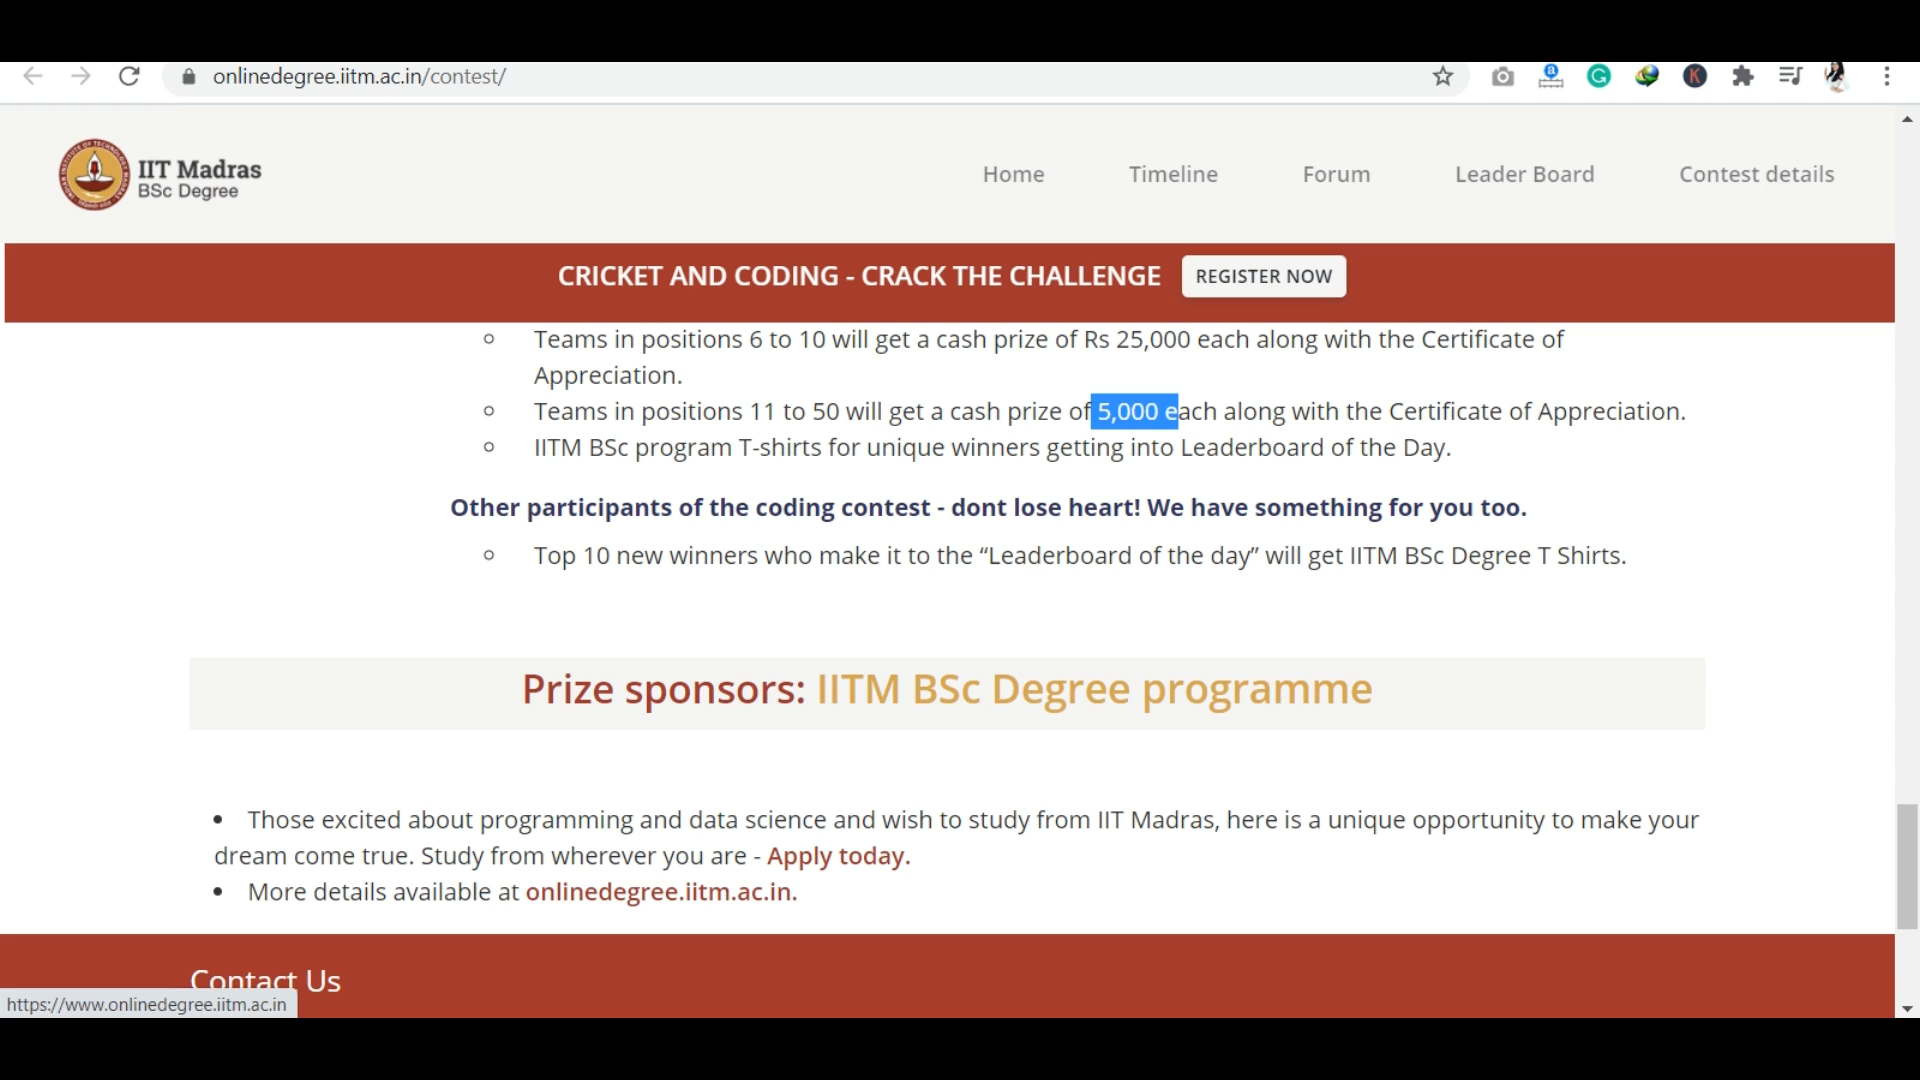 onlinedegree.iitm.ac.in/contest/
IIT Madras
BSc Degree
Home
Timeline
Forum
Leader Board
Contest details
CRICKET AND CODING - CRACK THE CHALLENGE
REGISTER NOW
Teams in positions 6 to 10 will get a cash prize of Rs 25,000 each along with the Certificate of
Appreciation.
Teams in positions 11 to 50 will get a cash prize of 5,000 each along with the Certificate of Appreciation.
IITM BSc program T-shirts for unique winners getting into Leaderboard of the Day.
Other participants of the coding contest - dont lose heart! We have something for you too.
Top 10 new winners who make it to the “Leaderboard of the day” will get IITM BSc Degree T Shirts.
Prize sponsors: IITM BSc Degree programme
Those excited about programming and data science and wish to study from IIT Madras, here is a unique opportunity to make your
dream come true. Study from wherever you are - Apply today.
More details available at onlinedegree.iitm.ac.in.
Contact Us
https://www.onlinedegree.iitm.ac.in